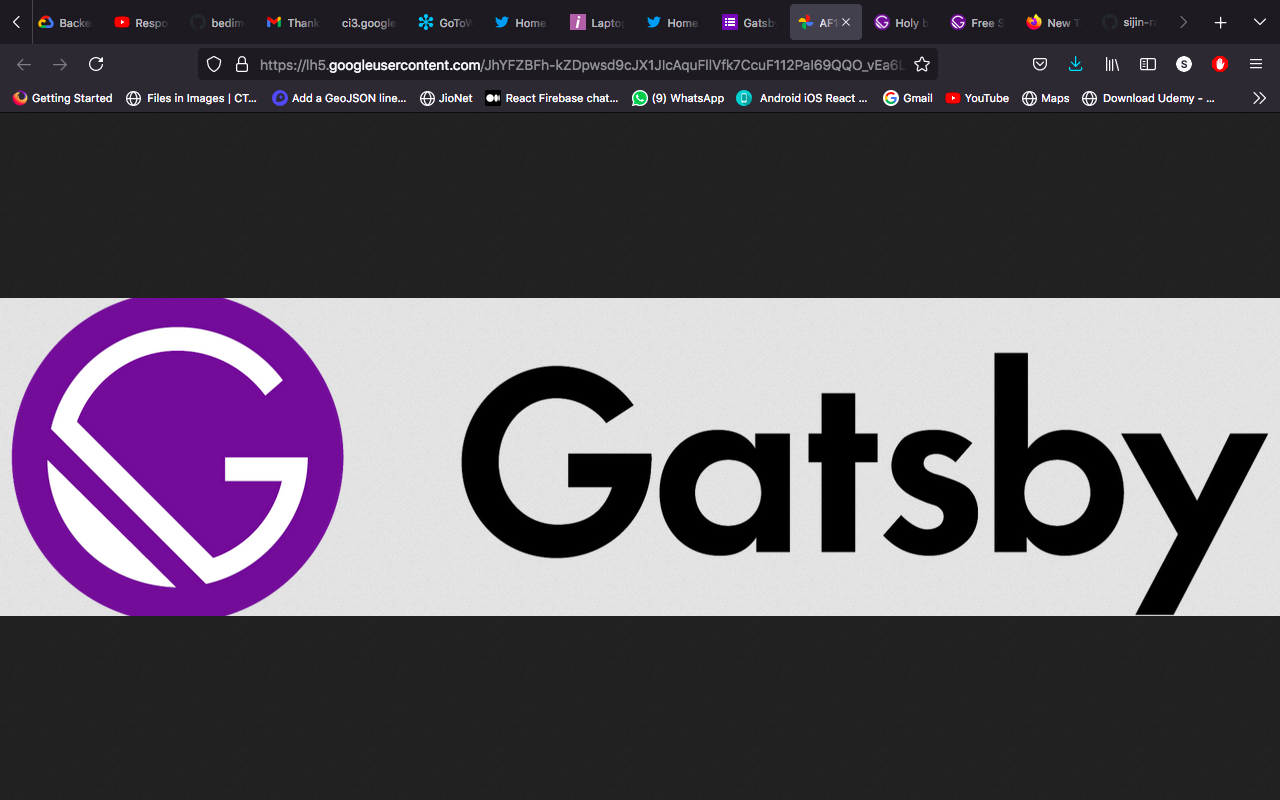 Backe
Respo
bedim
Thank
ci3.google
GoToW
Home
Lapto
Home
Gatsb
AF1
Holy b
Free S
New T
sijin-r
https://lh5.googleusercontent.com/JhYFZBFh-kZDpwsd9cJX1JIcAquFIlVfk7CcuF112Pal69QQO_vEa6L
S
Getting Started
Files in Images | CT...
Add a GeoJSON line...
JioNet
React Firebase chat...
(9) WhatsApp
Android iOS React ...
Gmail
YouTube
Maps
Download Udemy - ...
Gatsby